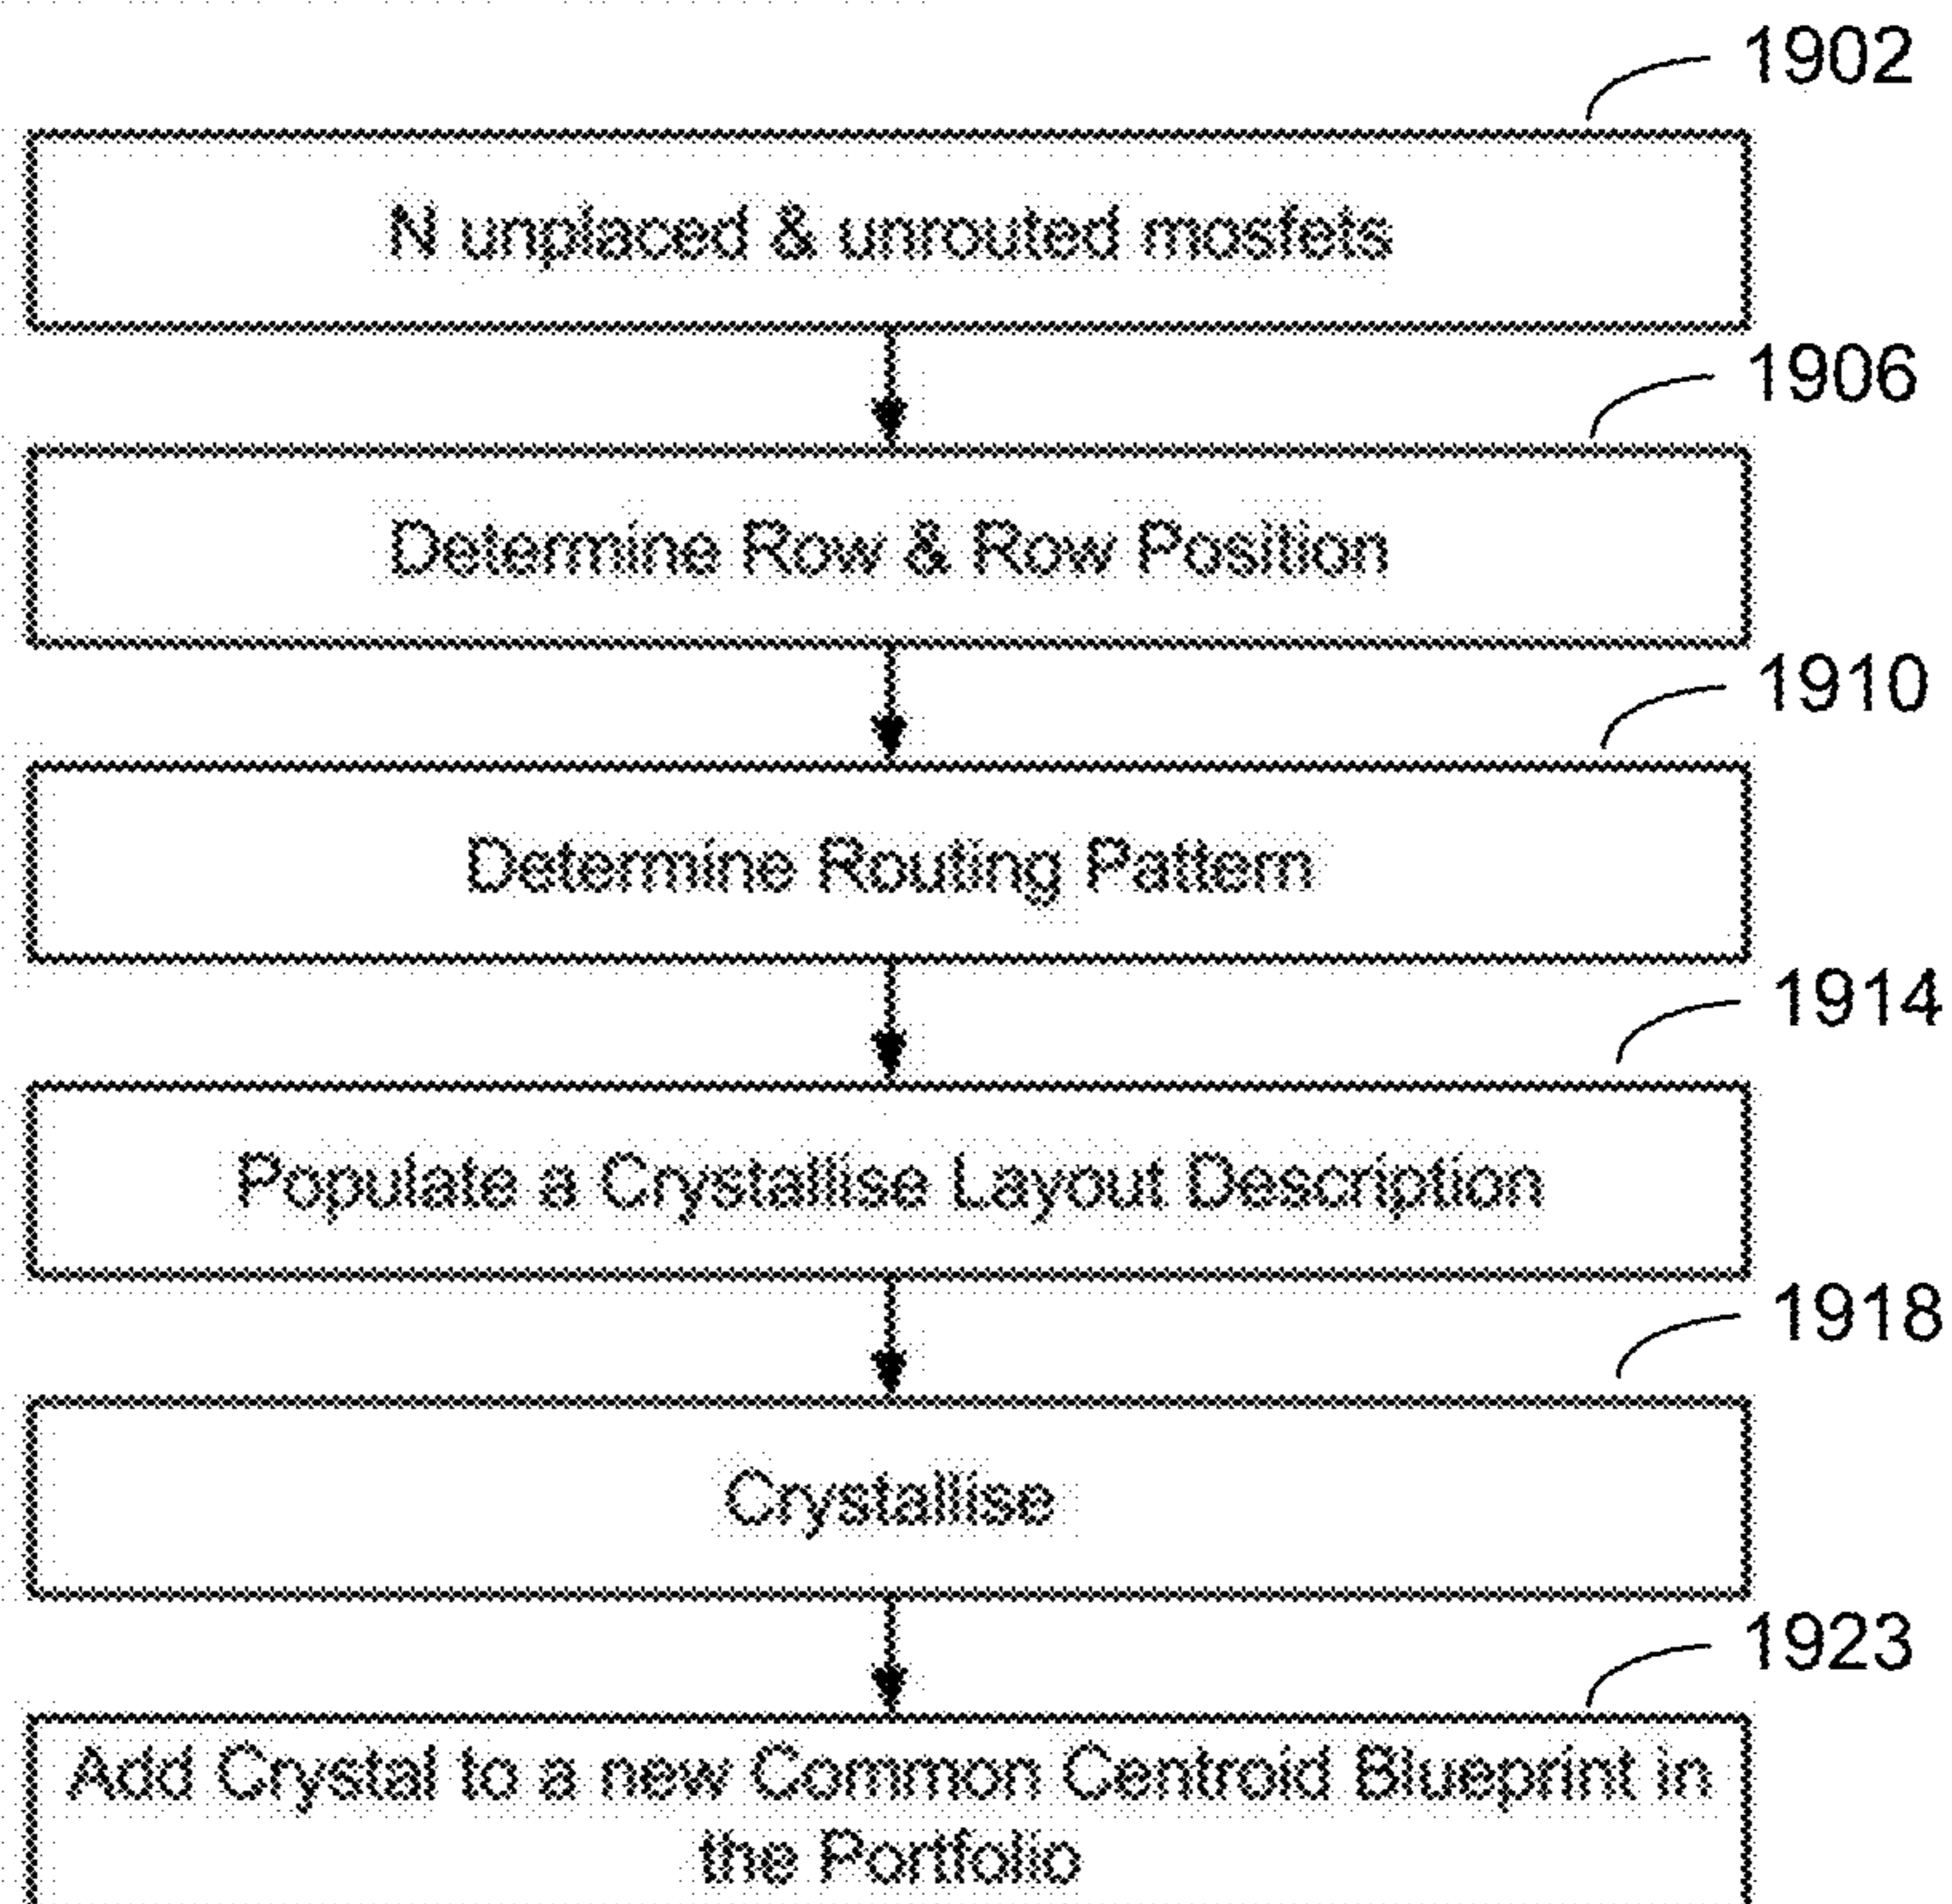 1902
N unplaced & unrouted mosfets
1906
Determine Row & Row Position
1910
Determine Routing Pattern
1914
Populate a Crystallise Layout Description
1918
Crystallise
1923
Add Crystal to a new Common Centroid Blueprint in
the Portfolio